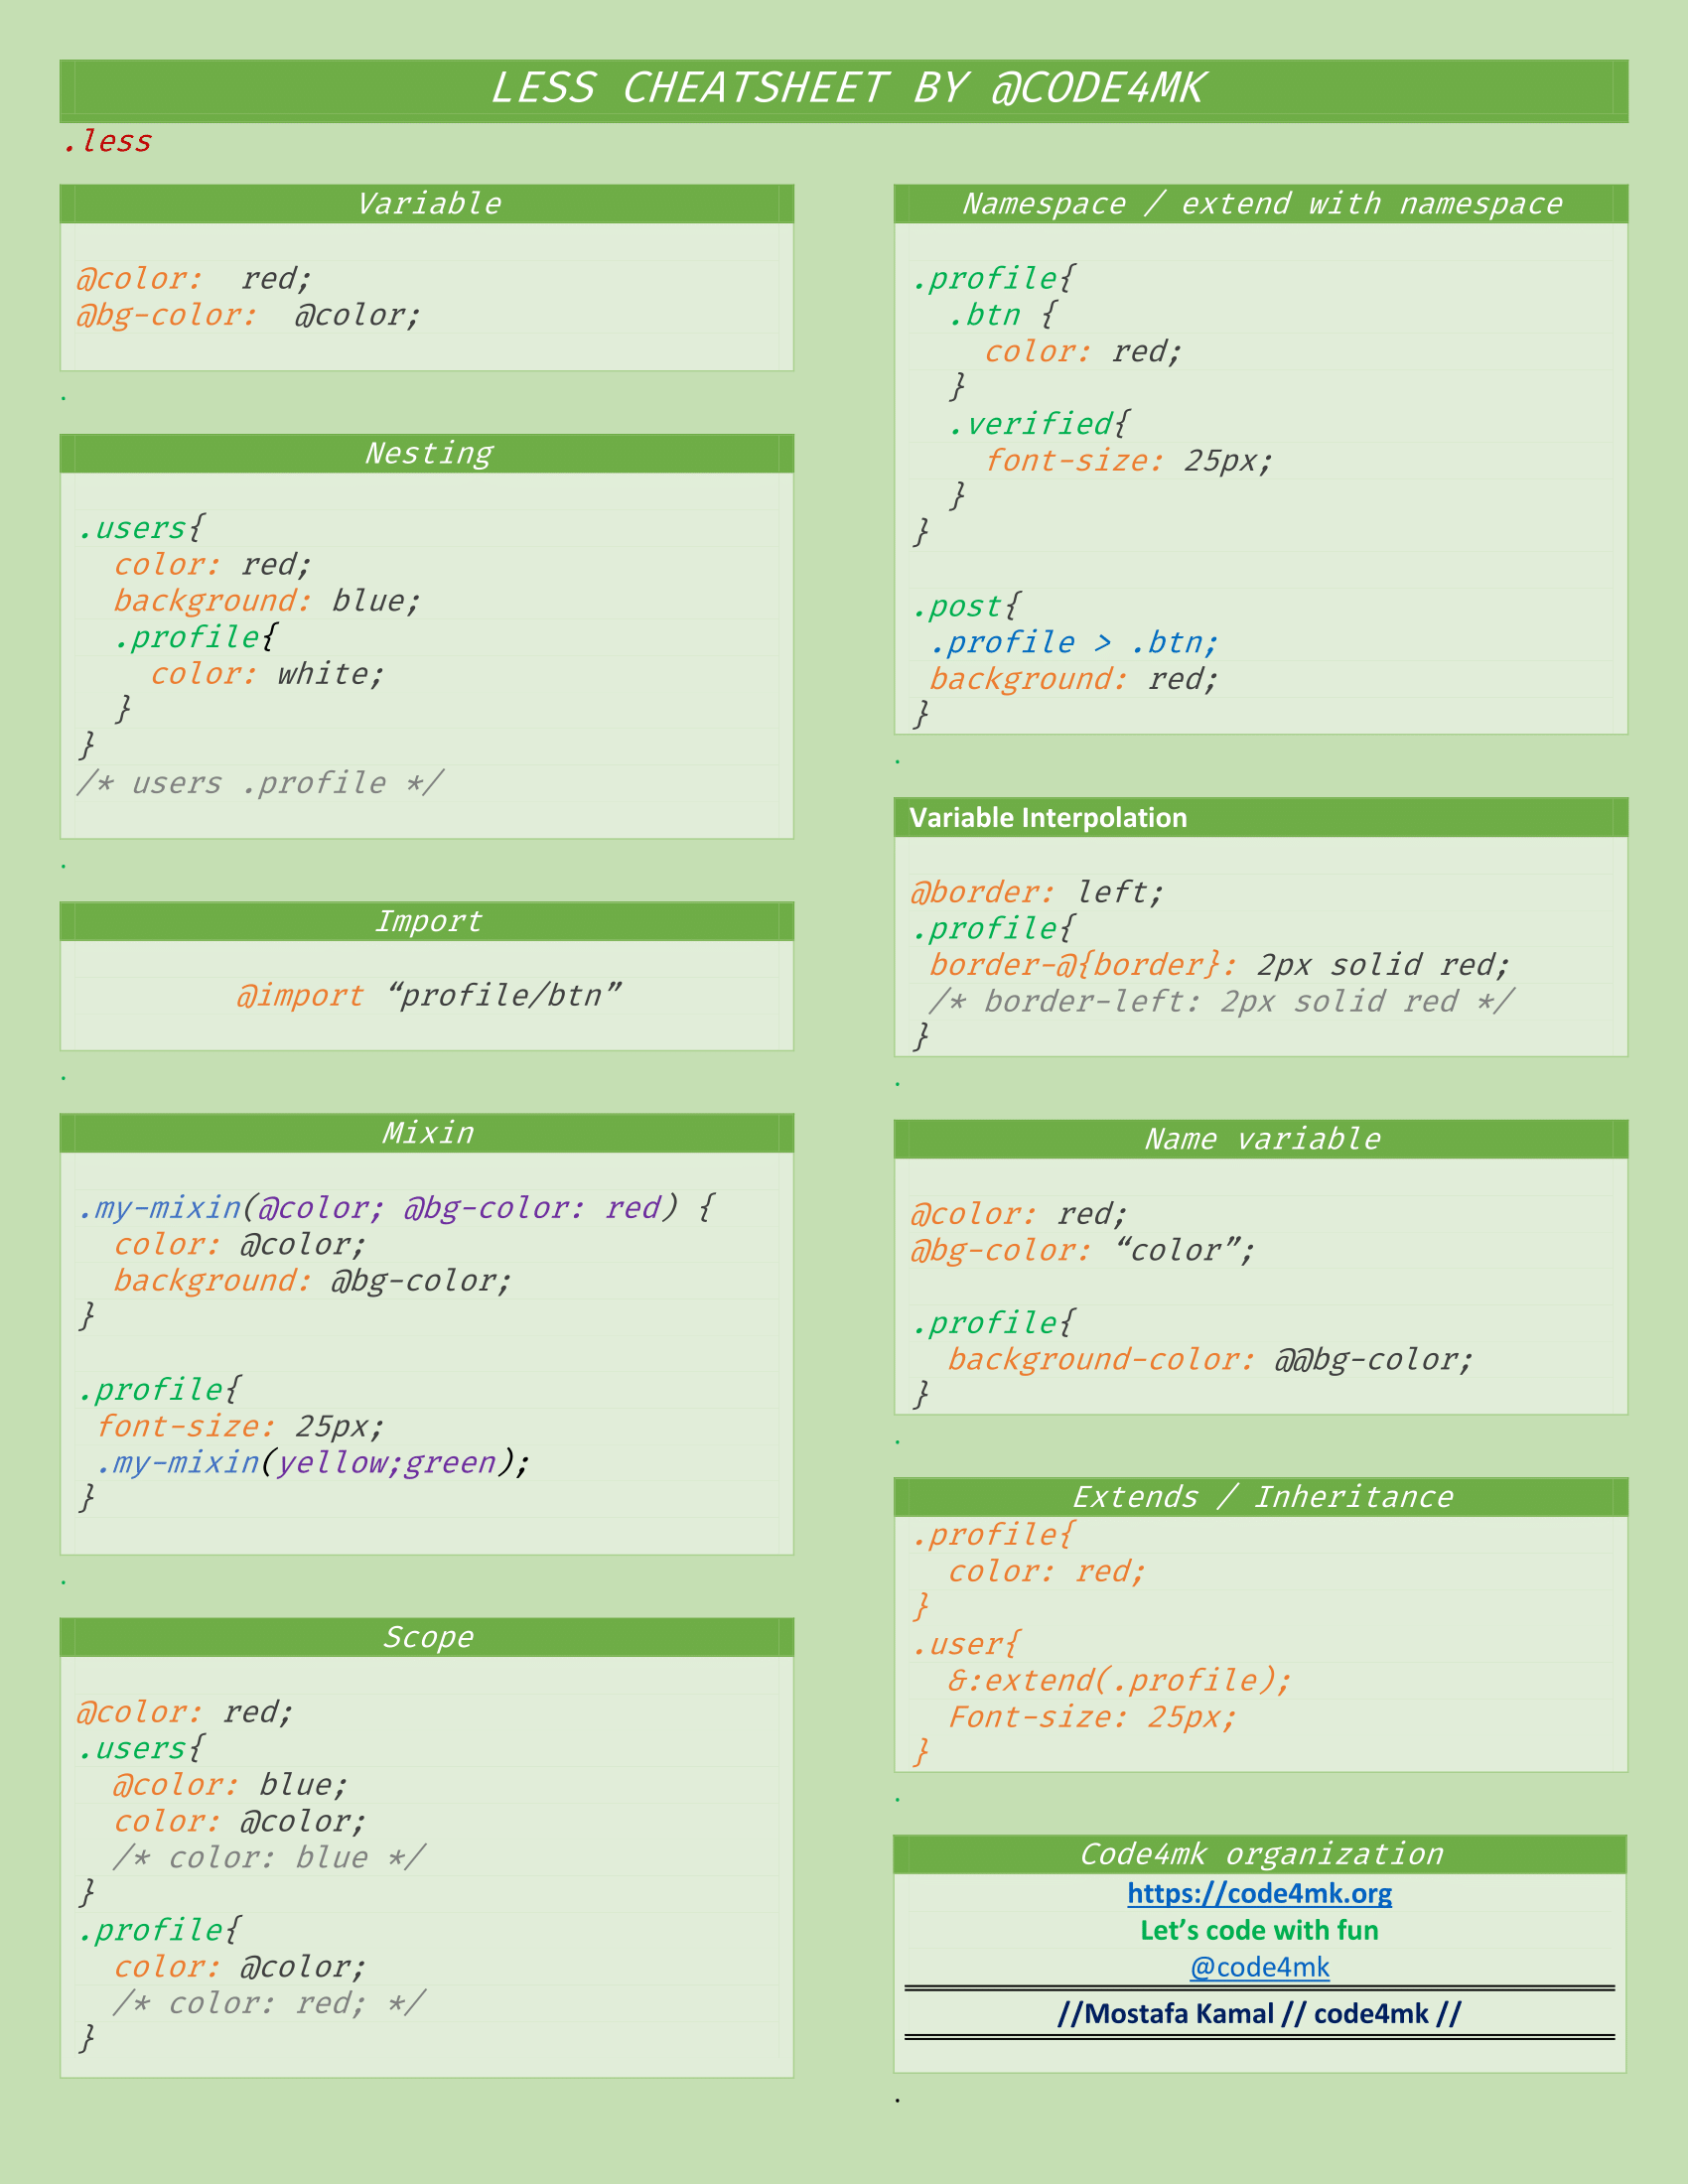 LESS CHEATSHEET BY @CODE4MK
.less
Variable
@color:  red;
@bg-color:  @color;
.
Nesting
.users{
  color: red;
  background: blue;
  .profile{
    color: white;
  }
}
/* users .profile */
.
Import
@import “profile/btn”
.
Mixin
.my-mixin(@color; @bg-color: red) {
  color: @color;
  background: @bg-color;
}
.profile{
 font-size: 25px;
 .my-mixin(yellow;green);
}
.
Scope
@color: red;
.users{
  @color: blue;
  color: @color;
  /* color: blue */
}
.profile{
  color: @color;
  /* color: red; */
}
Namespace / extend with namespace
.profile{
  .btn {
    color: red;
  }
  .verified{
    font-size: 25px;
  }
}
.post{
 .profile > .btn;
 background: red;
}
.
Variable Interpolation
@border: left;
.profile{
 border-@{border}: 2px solid red;
 /* border-left: 2px solid red */
}
.
Name variable
@color: red;
@bg-color: “color”;
.profile{
  background-color: @@bg-color;
}
.
Extends / Inheritance
.profile{
  color: red;
}
.user{
  &:extend(.profile);
  Font-size: 25px;
}
.
Code4mk organization
https://code4mk.org
Let’s code with fun
@code4mk
//Mostafa Kamal // code4mk //
.